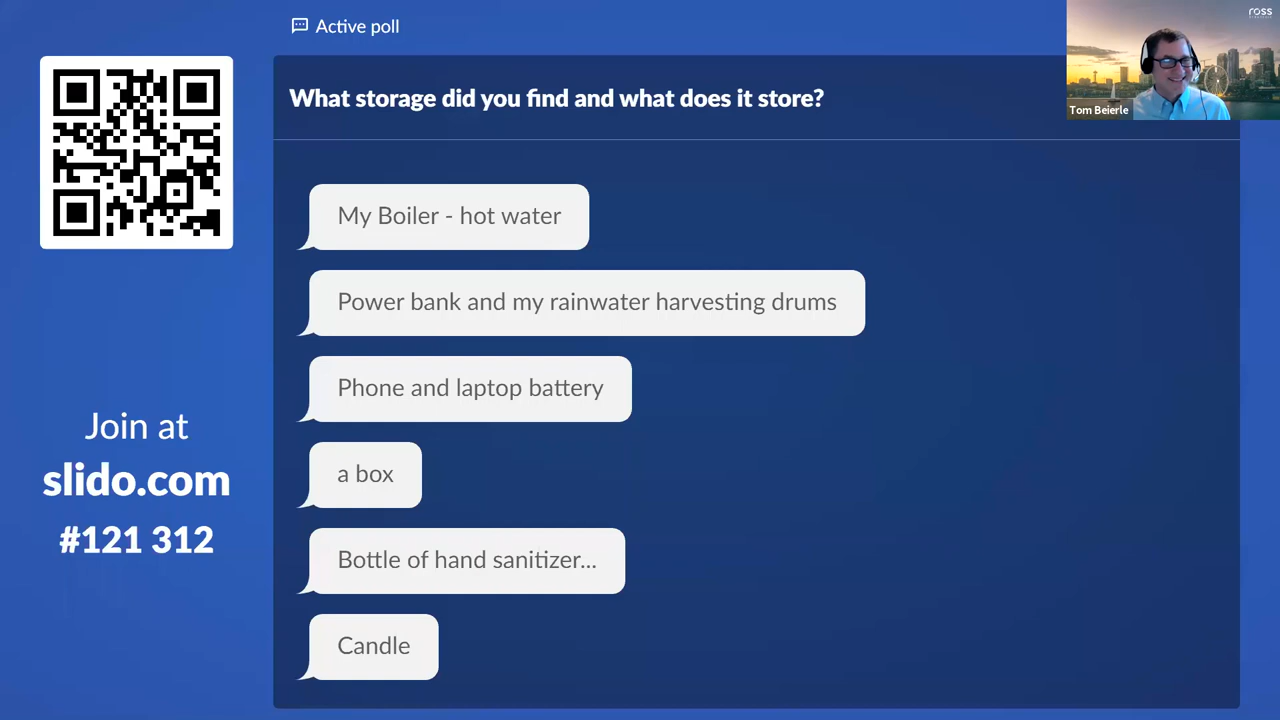 Active poll
ross
What storage did you find and what does it store?
Tom Beierle
My Boiler - hot water
Power bank and my rainwater harvesting drums
Phone and laptop battery
a box
Join at
slido.com
#121 312
Bottle of hand sanitizer...
Candle